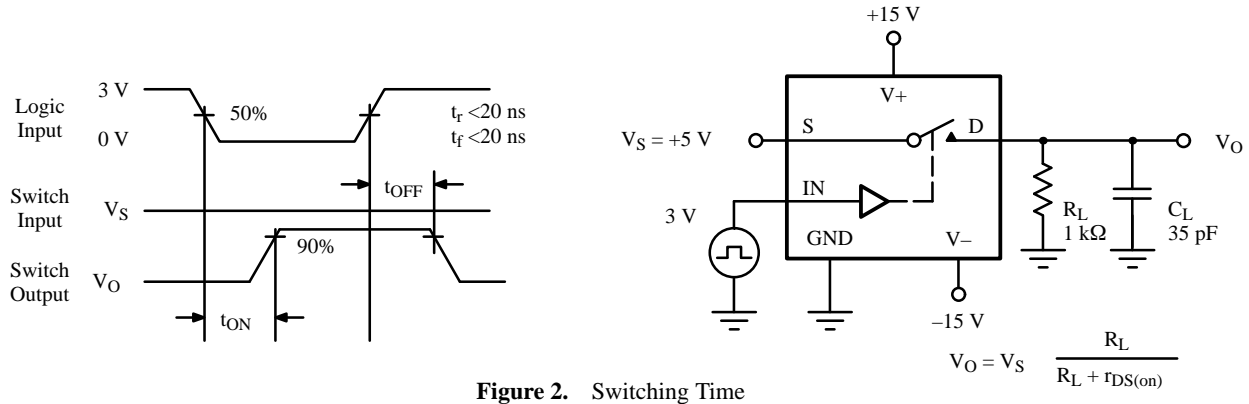 Logic
Input
3 V
0 V
50%
t_r <20 ns
t_f <20 ns
Switch
Input
V_S
t_OFF
Switch
Output
V_O
90%
t_ON
+15 V
V+
V_S = +5 V
S
D
V_O
IN
3 V
GND
V–
R_L
1 kΩ
C_L
35 pF
–15 V
V_O = V_S R_L / R_L + r_DS(on)
Figure 2. Switching Time